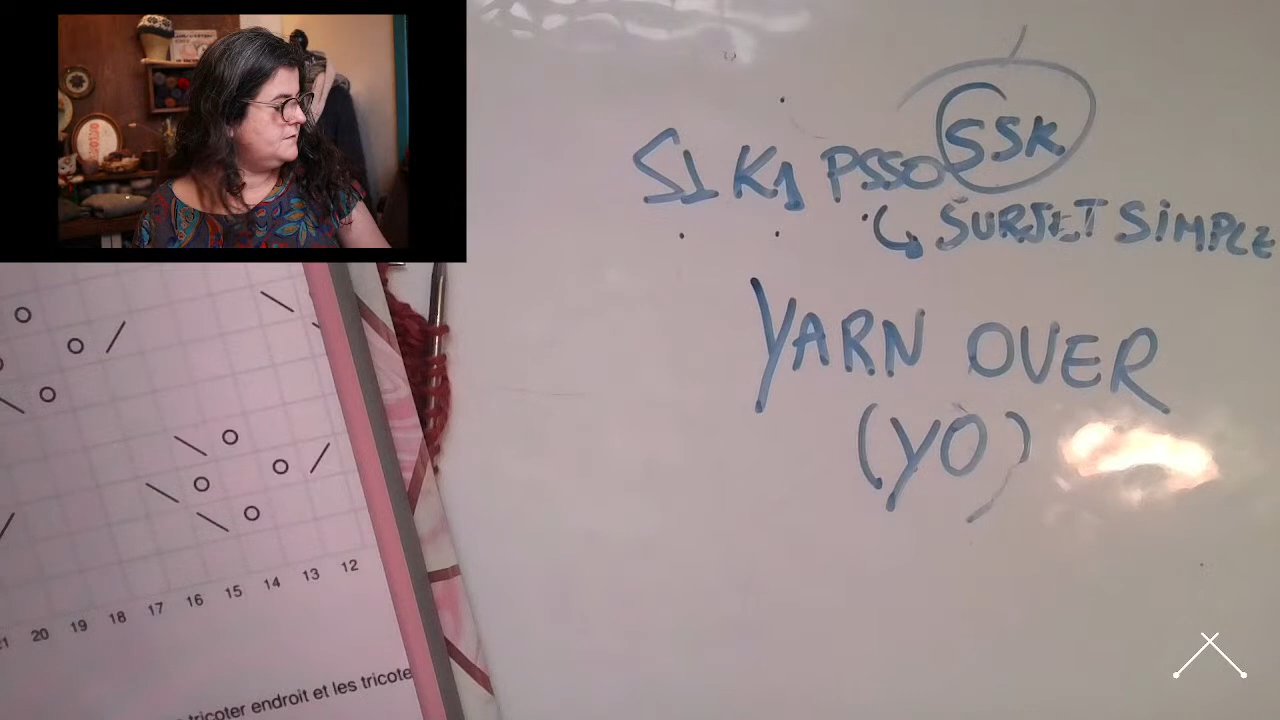 SSK
S1 K1 PSSO
SURJET SIMPLE
YARN OVER
(YO)
20 19 18 17 16 15 14 13 12
tricoter endroit et les tricote